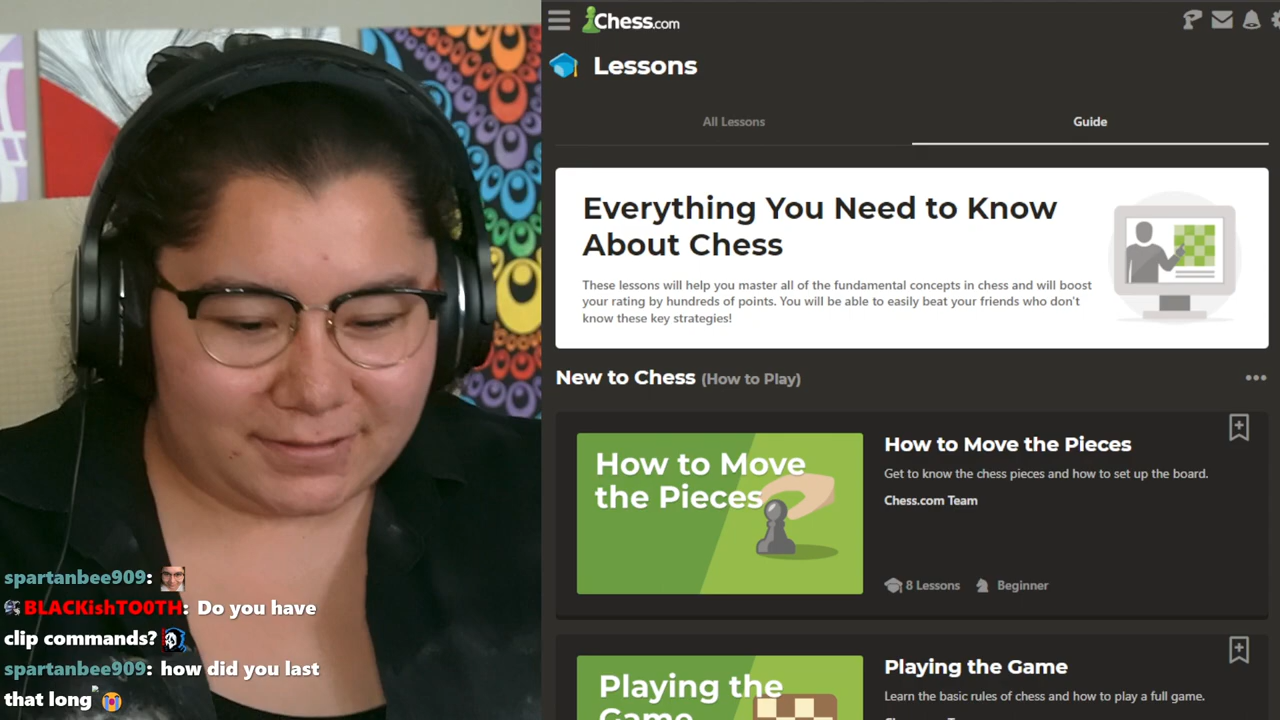 Chess.com
Lessons
All Lessons
Guide
Everything You Need to Know
About Chess
These lessons will help you master all of the fundamental concepts in chess and will boost
your rating by hundreds of points. You will be able to easily beat your friends who don't
know these key strategies!
New to Chess (How to Play)
How to Move
the Pieces
How to Move the Pieces
Get to know the chess pieces and how to set up the board.
Chess.com Team
8 Lessons
Beginner
Playing the
Game
Playing the Game
Learn the basic rules of chess and how to play a full game.
spartanbee909:
BLACKishTO0TH: Do you have
clip commands?
spartanbee909: how did you last
that long